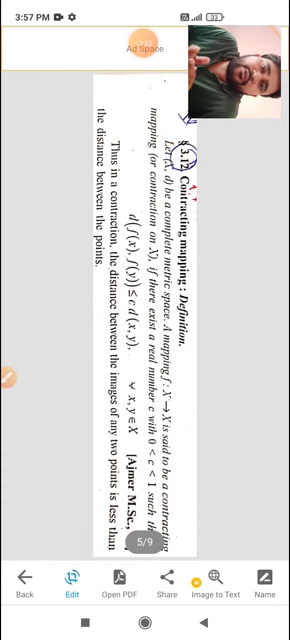 3:57 PM
33
Ad Space
§ 3.12 Contracting mapping : Definition.
Let (X, d) be a complete metric space. A mapping f : X → X is said to be a contracting
mapping (or contraction on X), if there exist a real number c with 0 < c < 1 such
d(f(x), f(y)) ≤ c d (x, y). ∀ x, y ∈ X [Ajmer M.Sc.,
Thus in a contraction, the distance between the images of any two points is less than
the distance between the points.
5/9
Back
Edit
Open PDF
Share
Image to Text
Name